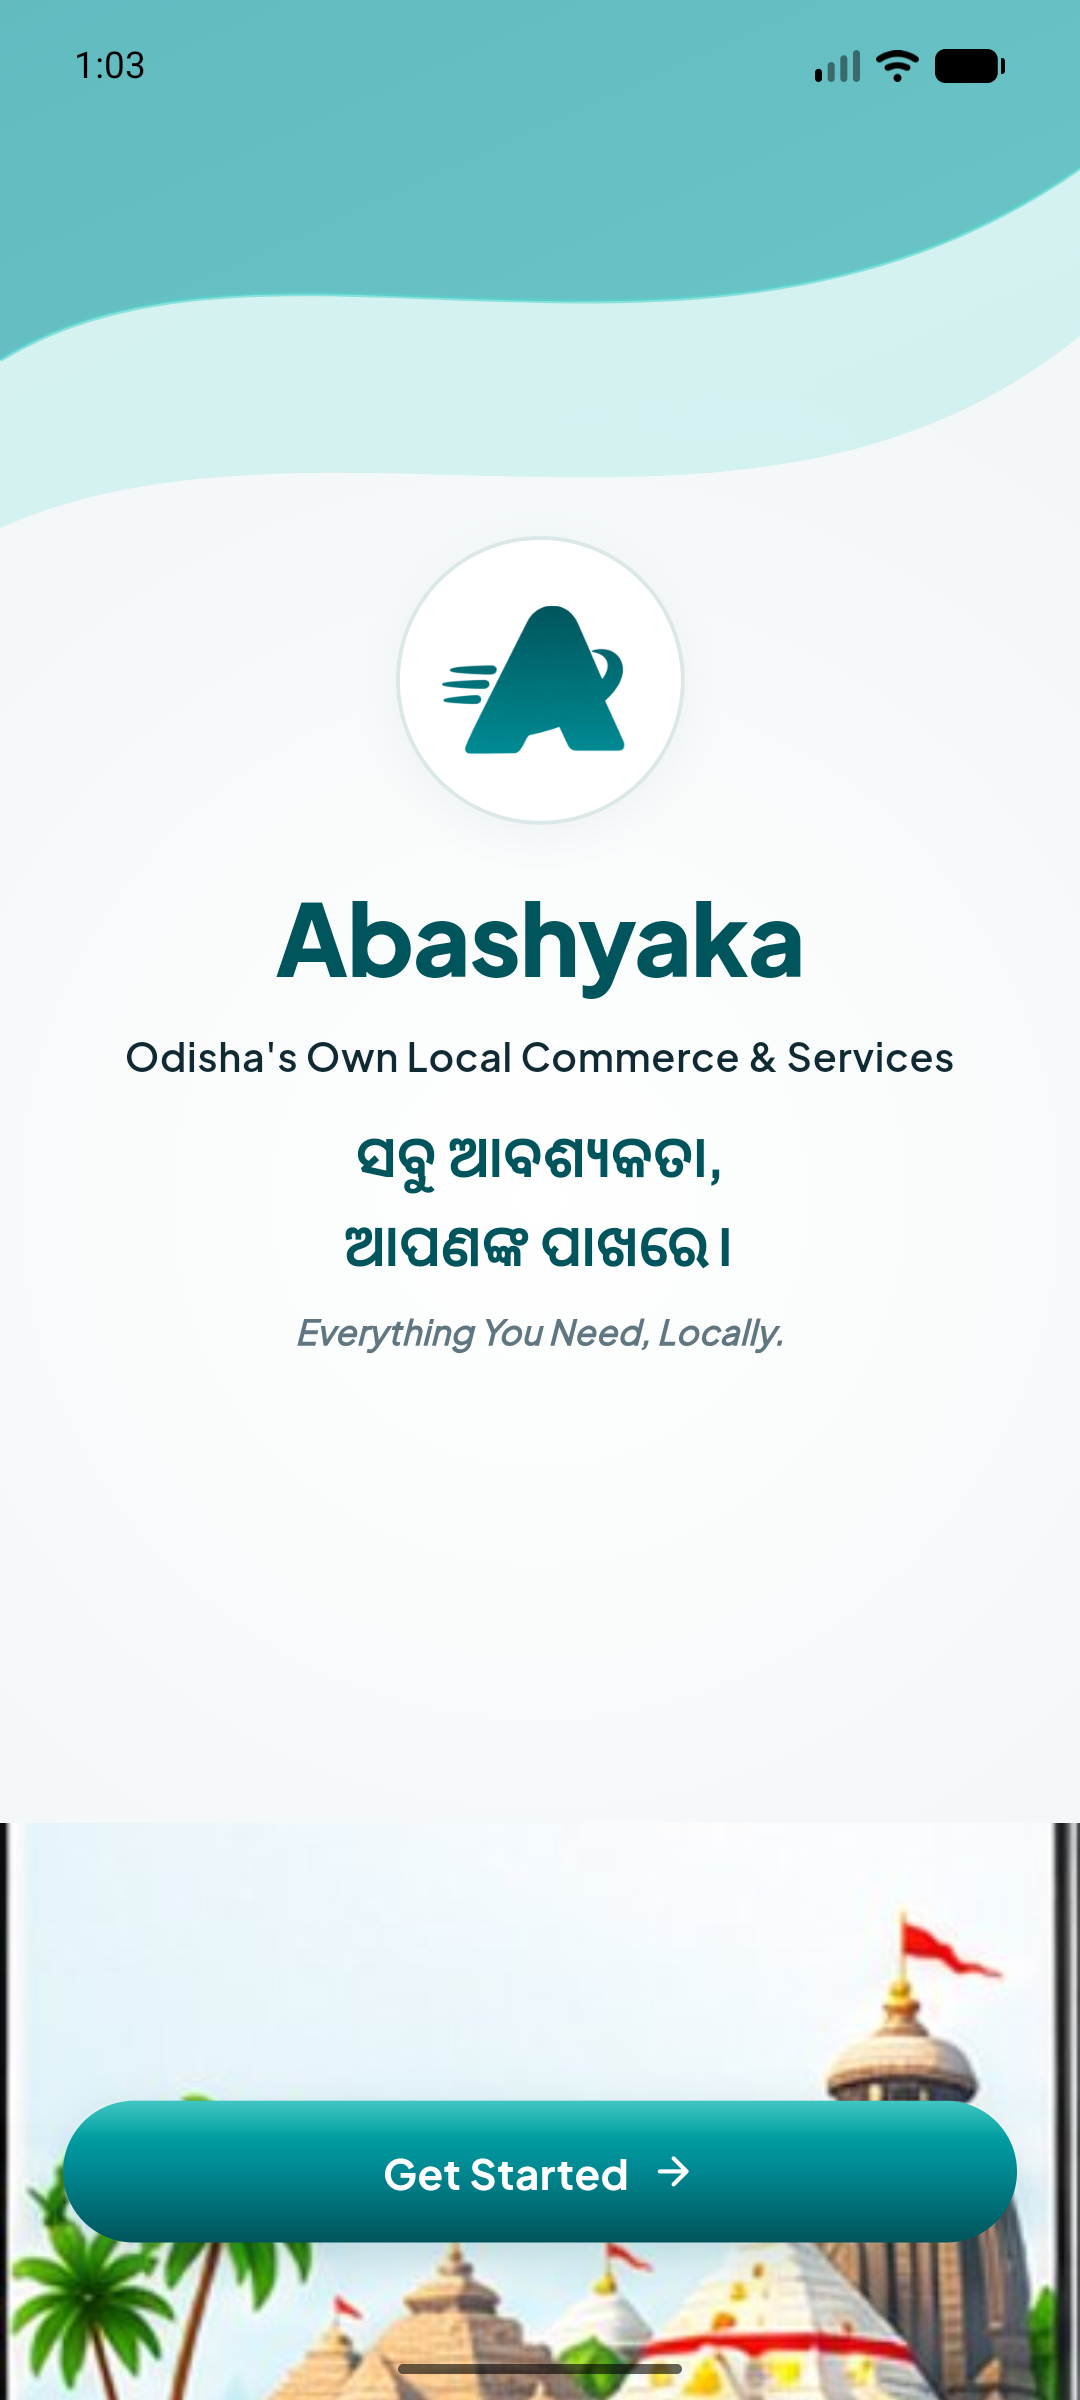 1:03
Abashyaka
Odisha's Own Local Commerce & Services
ସବୁ ଆବଶ୍ୟକତା,
ଆପଣଙ୍କ ପାଖରେ।
Everything You Need, Locally.
Get Started →